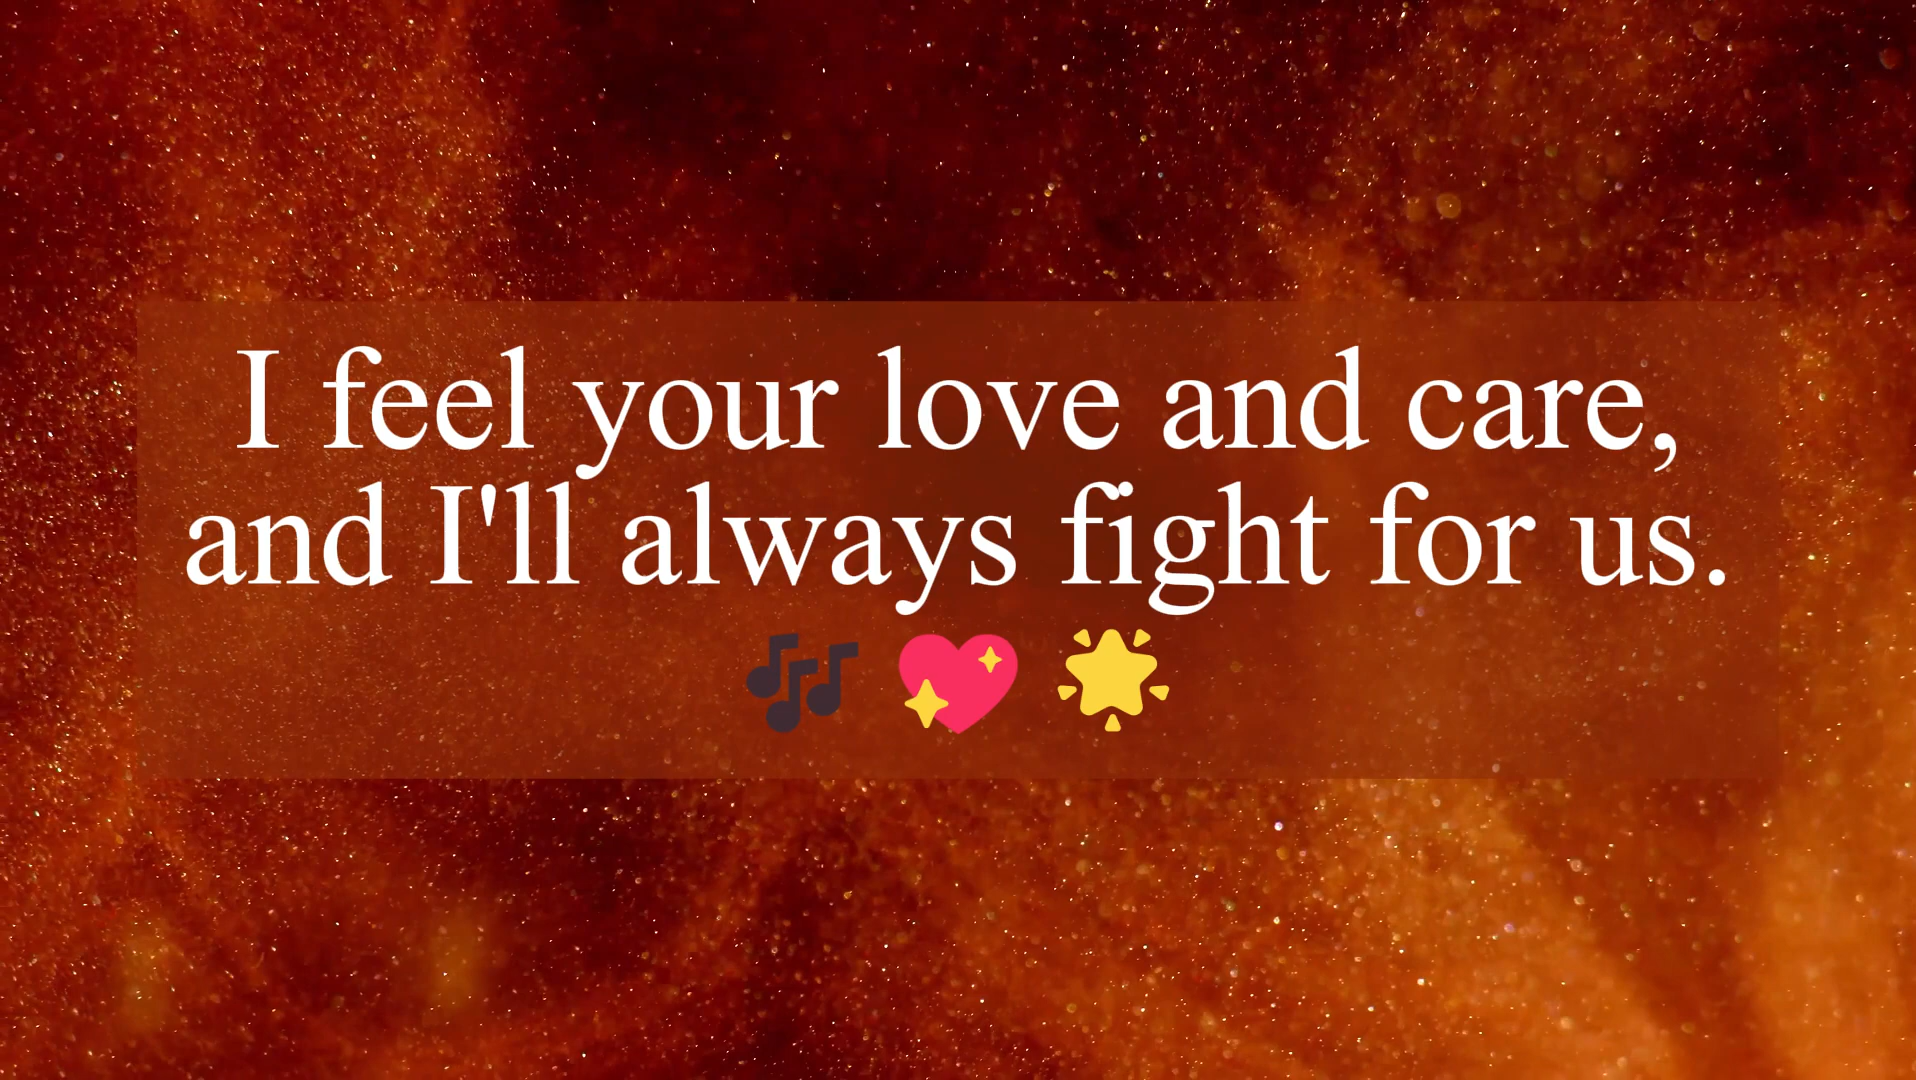 I feel your love and care,
and I'll always fight for us.
🎶 💖 🌟